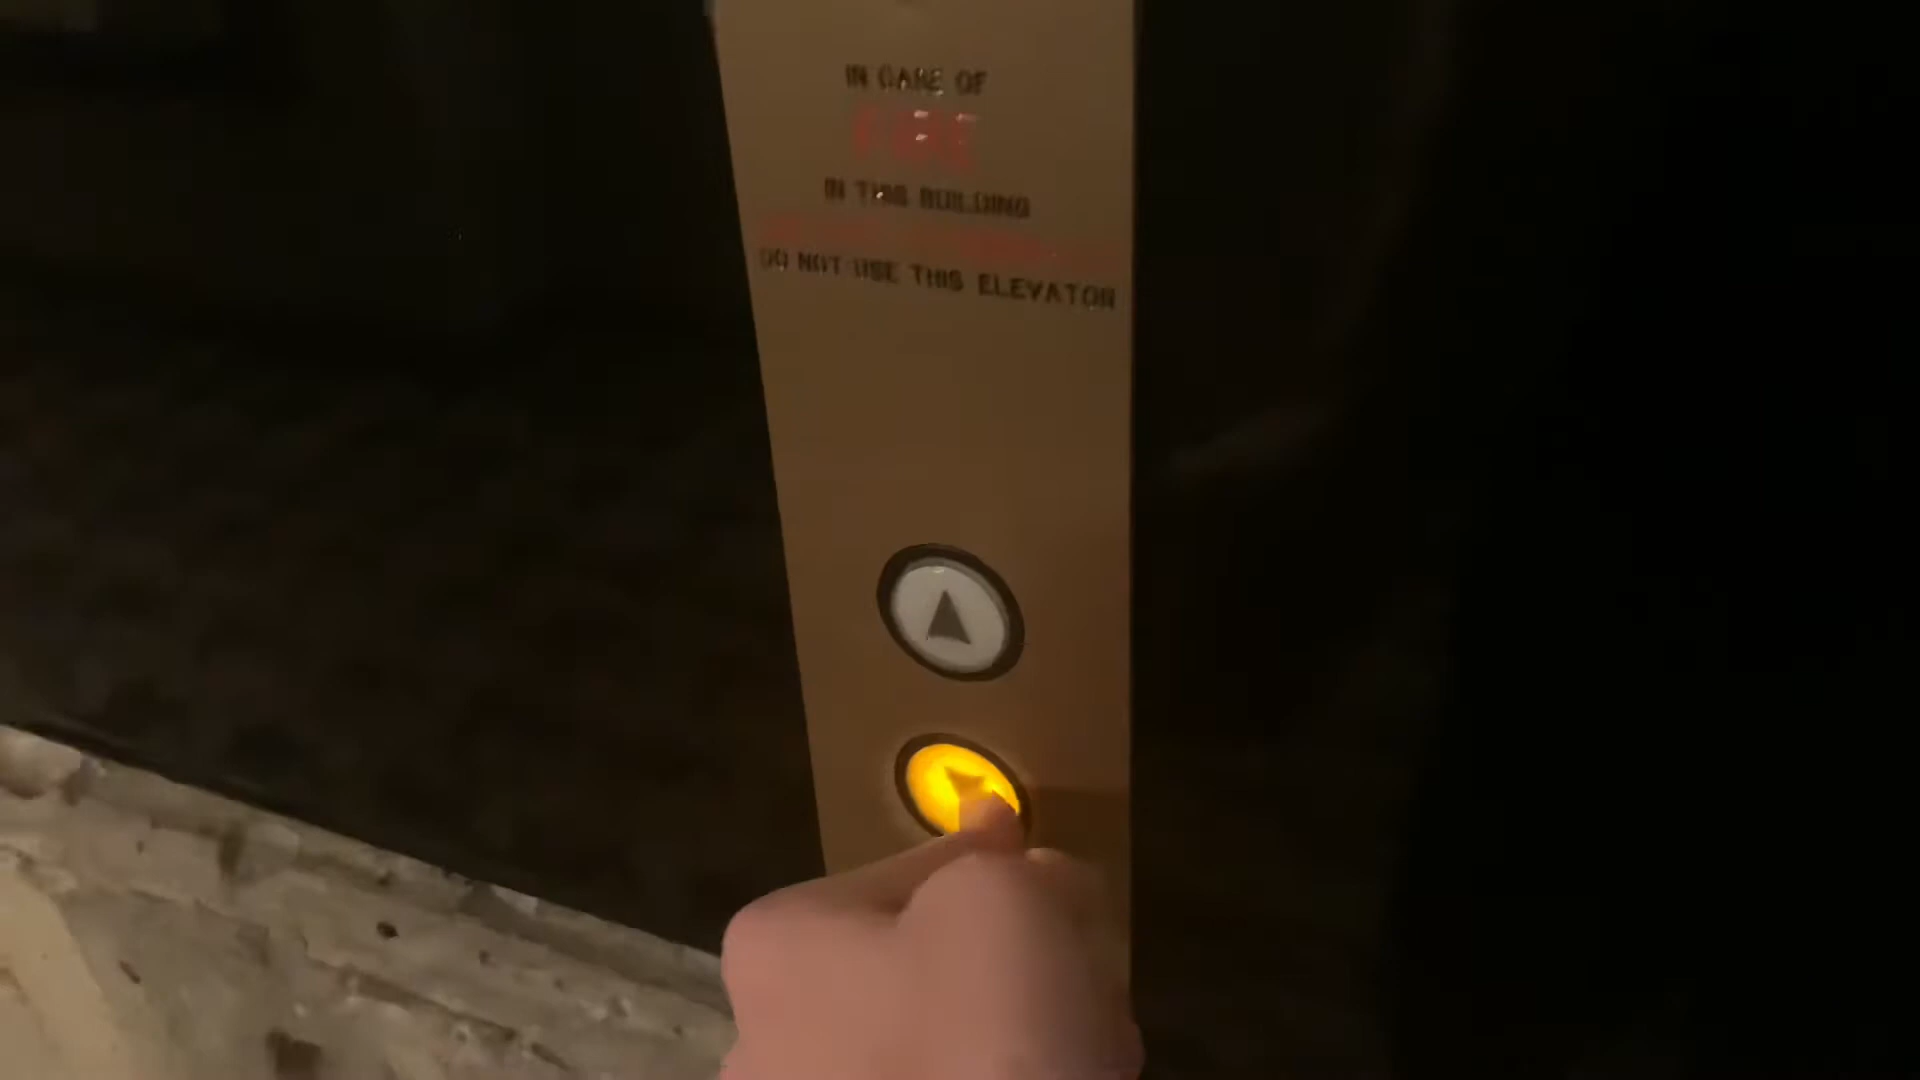 IN CASE OF
FIRE
IN THIS BUILDING
DO NOT USE THIS ELEVATOR